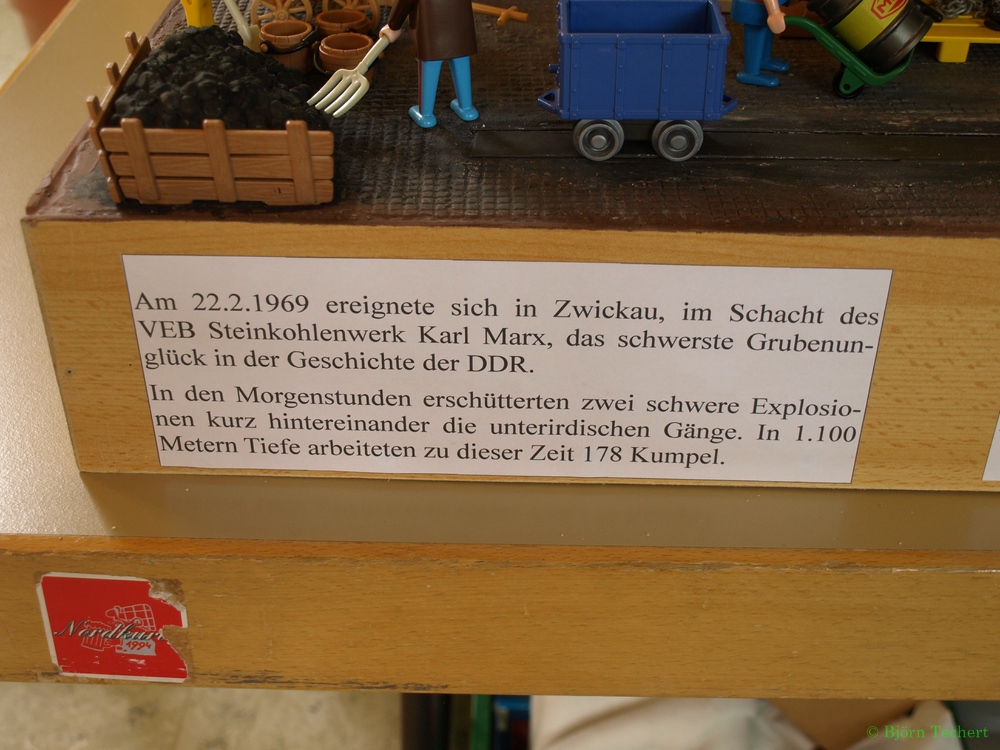 Am 22.2.1969 ereignete sich in Zwickau, im Schacht des
VEB Steinkohlenwerk Karl Marx, das schwerste Grubenun-
glück in der Geschichte der DDR.
In den Morgenstunden erschütterten zwei schwere Explosio-
nen kurz hintereinander die unterirdischen Gänge. In 1.100
Metern Tiefe arbeiteten zu dieser Zeit 178 Kumpel.
1994
© Björn Techert